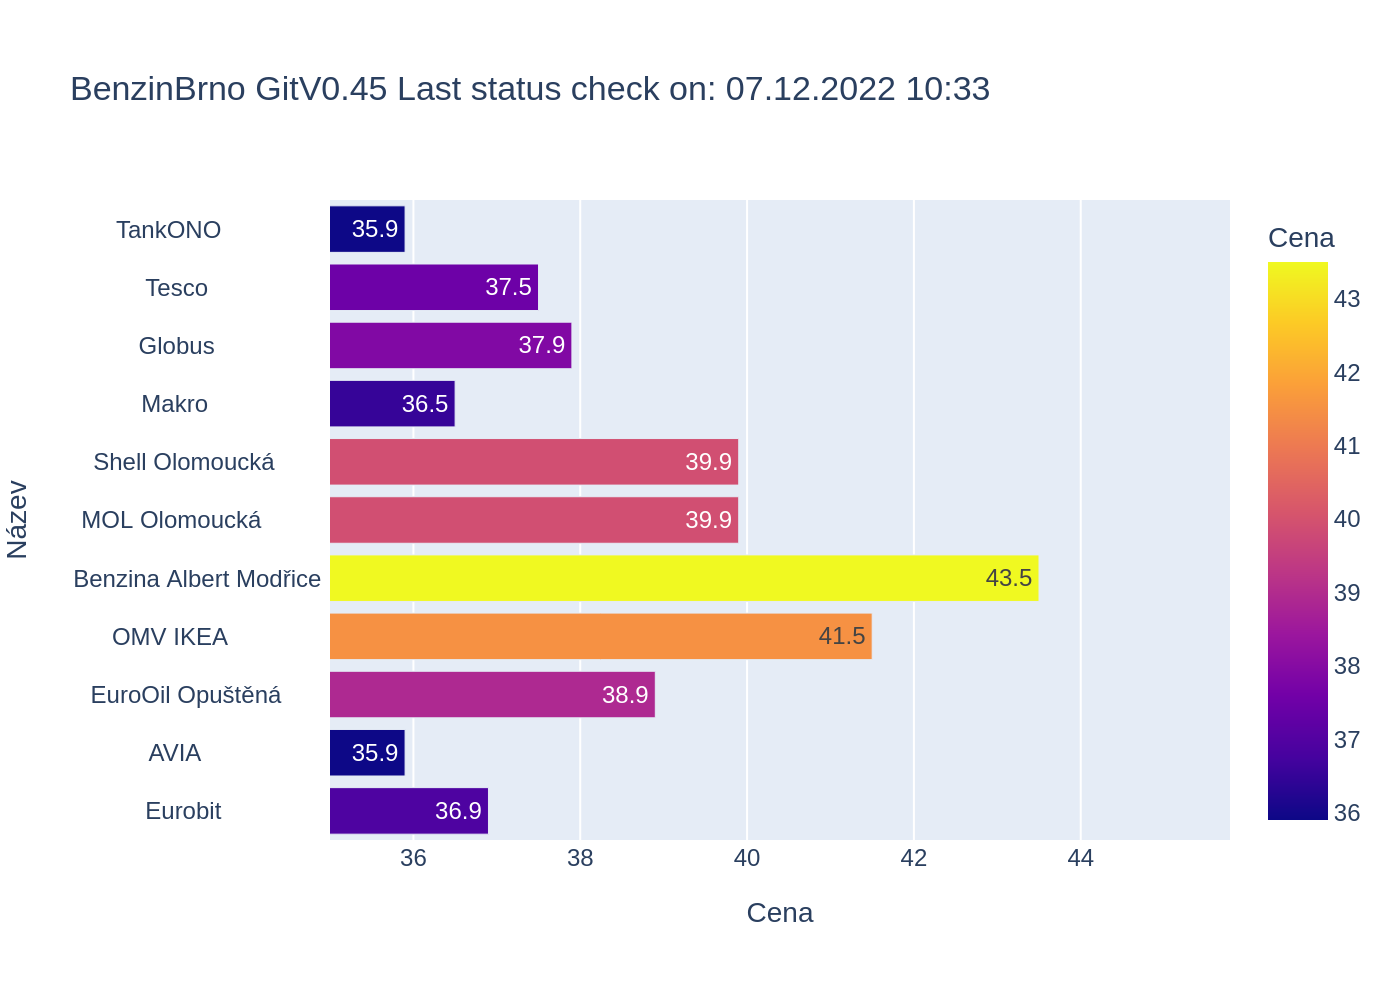 BenzinBrno GitV0.45 Last status check on: 07.12.2022 10:33
Název
TankONO 35.9
Tesco 37.5
Globus 37.9
Makro 36.5
Shell Olomoucká 39.9
MOL Olomoucká 39.9
Benzina Albert Modřice 43.5
OMV IKEA 41.5
EuroOil Opuštěná 38.9
AVIA 35.9
Eurobit 36.9
36 38 40 42 44
Cena
Cena
43
42
41
40
39
38
37
36